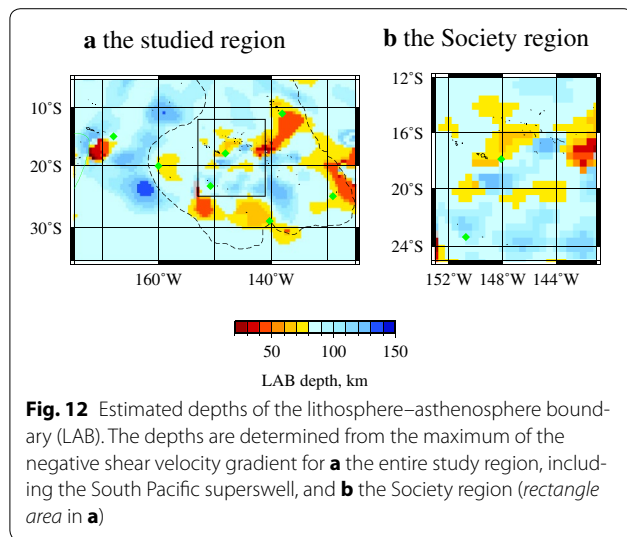 a the studied region
b the Society region
10˚S
20˚S
30˚S
160˚W
140˚W
12˚S
16˚S
20˚S
24˚S
152˚W
148˚W
144˚W
50
100
150
LAB depth, km
Fig. 12 Estimated depths of the lithosphere–asthenosphere bound-
ary (LAB). The depths are determined from the maximum of the
negative shear velocity gradient for a the entire study region, includ-
ing the South Pacific superswell, and b the Society region (rectangle
area in a)